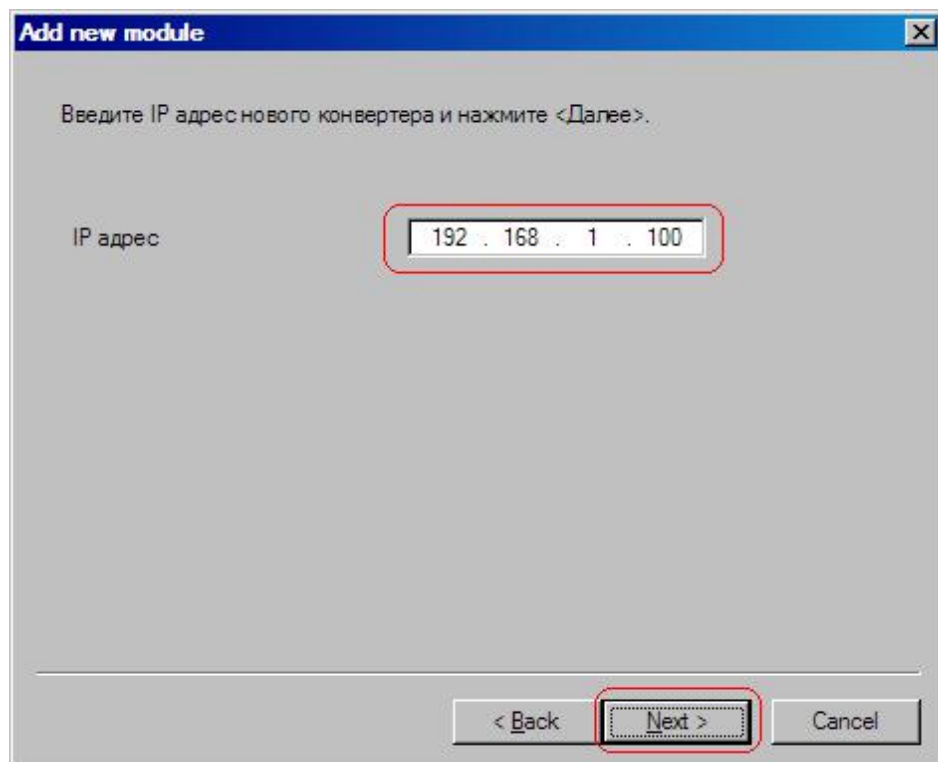 Add new module
Введите IP адрес нового конвертера и нажмите <Далее>.
IP адрес 192 . 168 . 1 . 100
< Back Next > Cancel